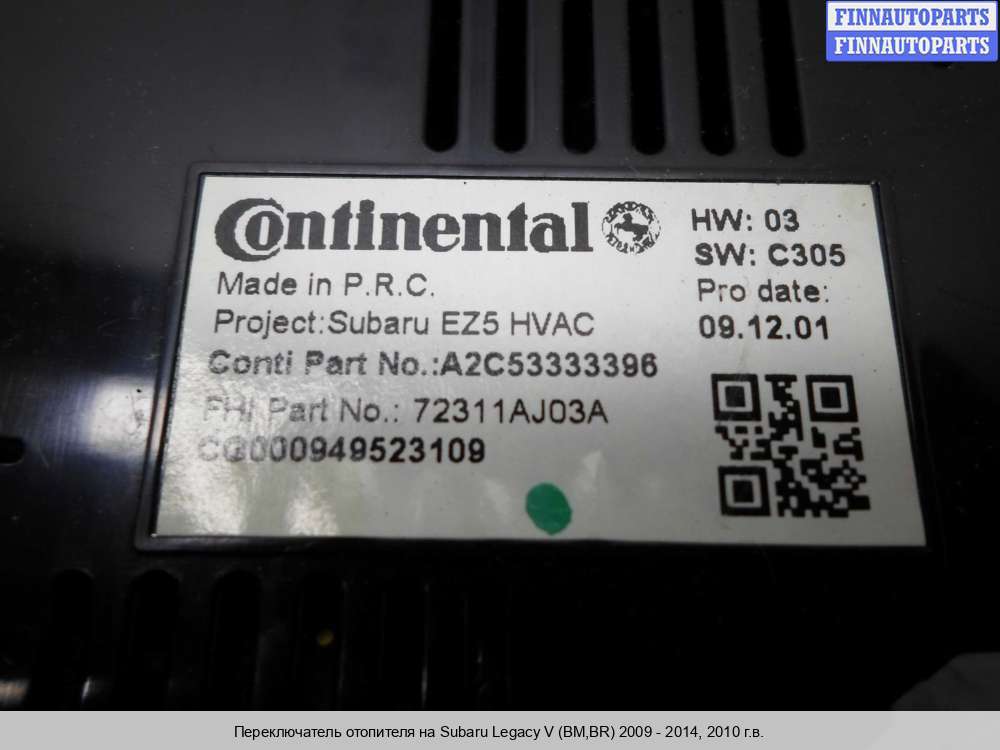 FINNAUTOPARTS
FINNAUTOPARTS
Continental
HW: 03
SW: C305
Made in P.R.C.
Pro date:
Project:Subaru EZ5 HVAC
09.12.01
Conti Part No.:A2C53333396
FHI Part No.: 72311AJ03A
CG000949523109
Переключатель отопителя на Subaru Legacy V (BM,BR) 2009 - 2014, 2010 г.в.